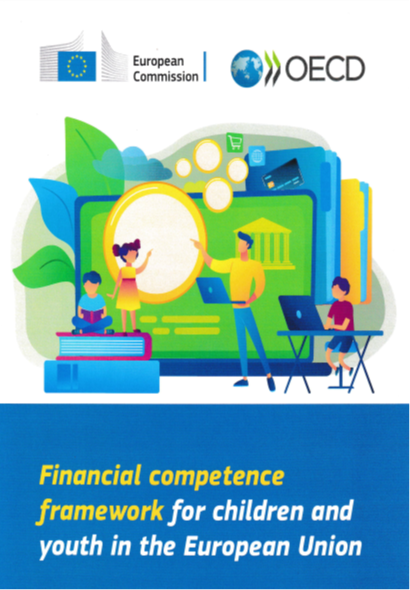 European
Commission
OECD
Financial competence
framework for children and
youth in the European Union